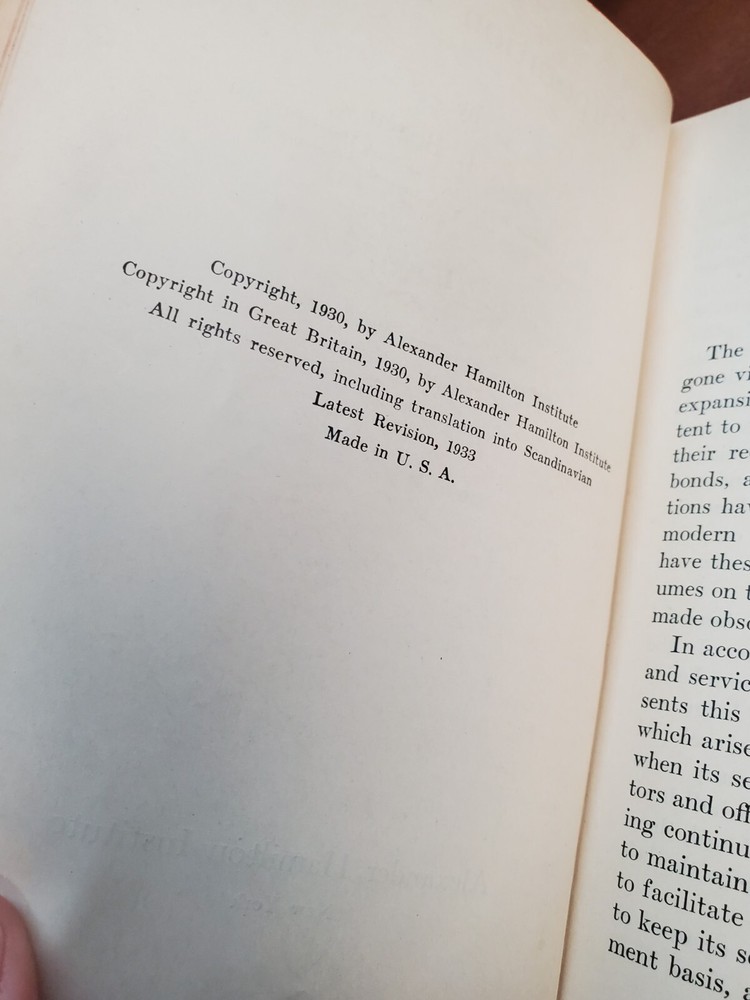 Copyright, 1930, by Alexander Hamilton Institute
Copyright in Great Britain, 1930, by Alexander Hamilton Institute
All rights reserved, including translation into Scandinavian
Latest Revision, 1933
Made in U. S. A.
The
gone
expansi
tent to
their re
bonds, a
tions hav
modern
have thes
umes on t
made obso
In acco
and servic
sents this
which arise
when its se
tors and off
ing continu
to maintain
to facilitate
to keep its se
ment basis, a